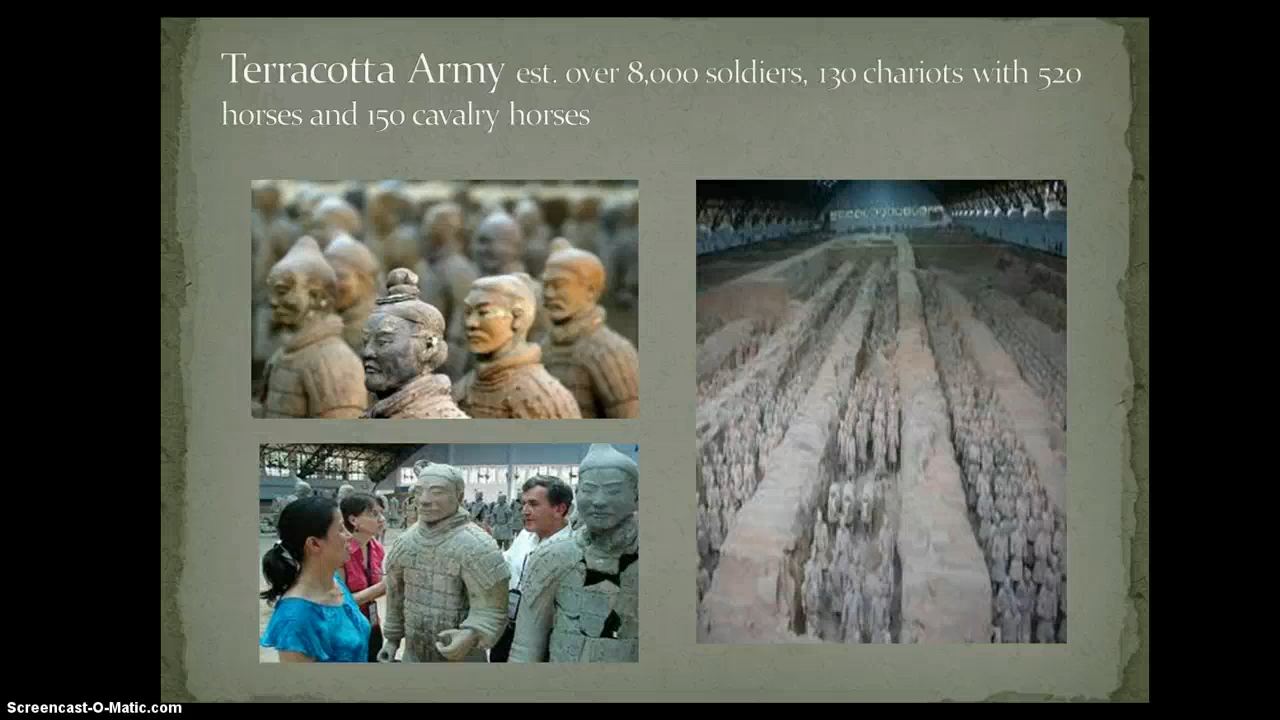 Terracotta Army est. over 8,000 soldiers, 130 chariots with 520
horses and 150 cavalry horses
Screencast-O-Matic.com